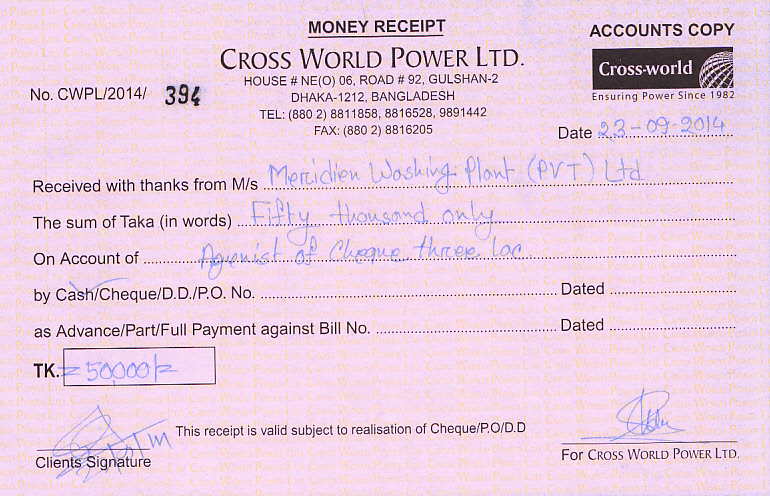 MONEY RECEIPT
ACCOUNTS COPY
CROSS WORLD POWER LTD.
HOUSE # NE(O) 06, ROAD # 92, GULSHAN-2
DHAKA-1212, BANGLADESH
TEL: (880 2) 8811858, 8816528, 9891442
FAX: (880 2) 8816205
Cross-world
Ensuring Power Since 1982
No. CWPL/2014/ 394
Date 23-09-2014
Received with thanks from M/s Mercidien Washing Plant (PVT) Ltd
The sum of Taka (in words) Fifty thousand only
On Account of Agenist of Cheque three lac
by Cash/Cheque/D.D./P.O. No. Dated
as Advance/Part/Full Payment against Bill No. Dated
TK. = 50,000/=
This receipt is valid subject to realisation of Cheque/P.O/D.D
Clients Signature
For CROSS WORLD POWER LTD.